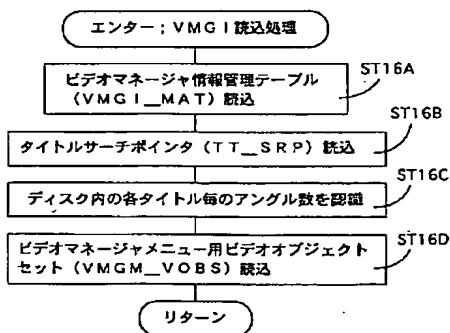 エンター；ＶＭＧＩ読込処理
ST16A
ビデオマネージャ情報管理テーブル
（ＶＭＧＩ＿ＭＡＴ）読込
ST16B
タイトルサーチポインタ（ＴＴ＿ＳＲＰ）読込
ST16C
ディスク内の各タイトル毎のアングル数を認識
ビデオマネージャメニュー用ビデオオブジェクト
ST16D
セット（ＶＭＧＭ＿ＶＯＢＳ）読込
リターン